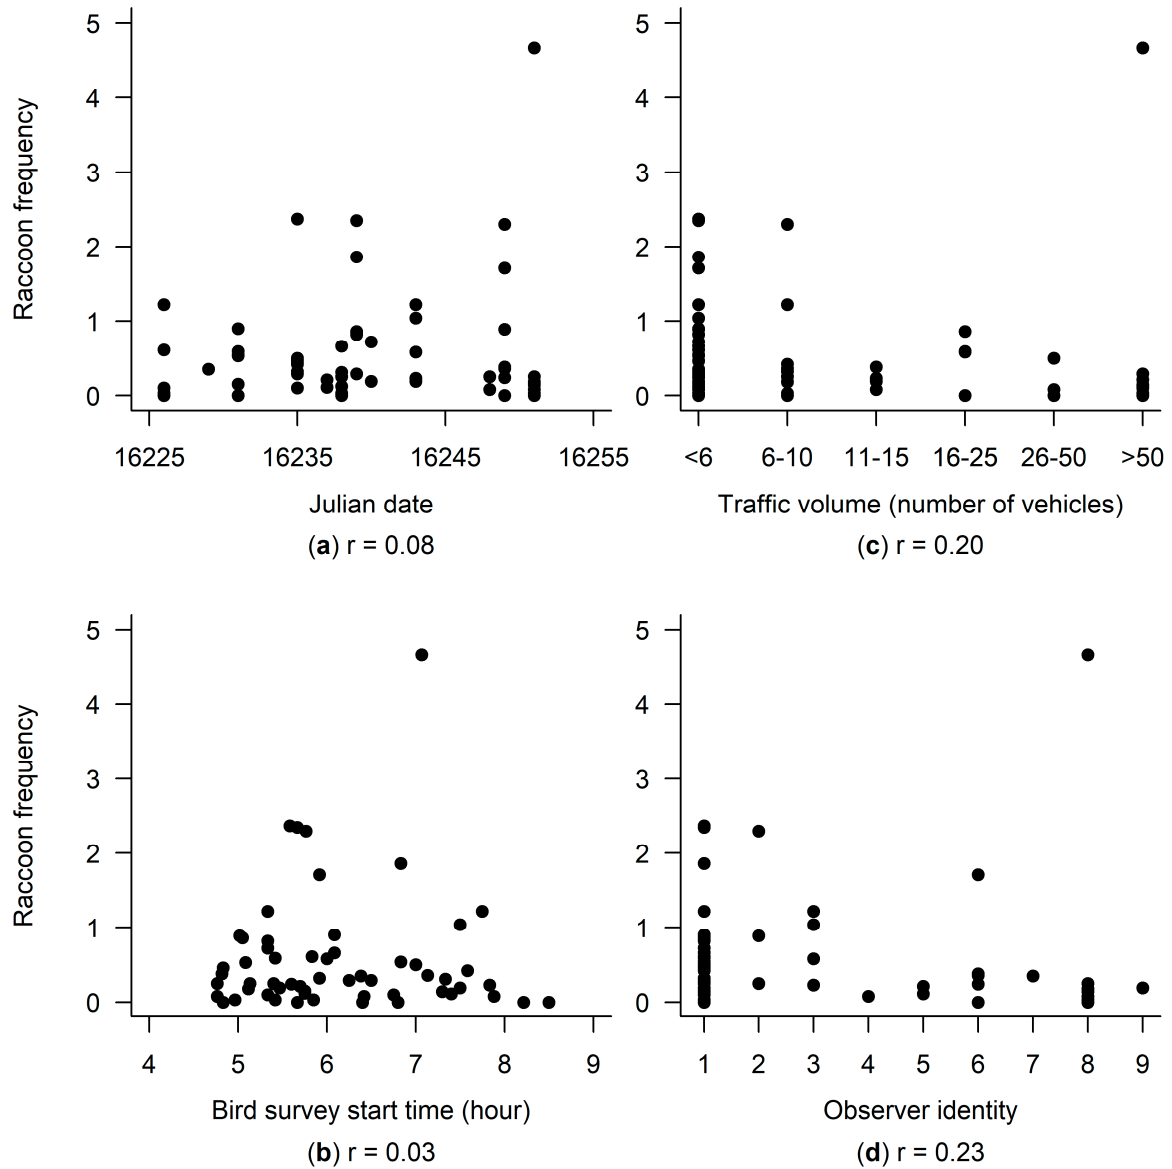 Raccoon frequency
5
4
3
2
1
0
16225 16235 16245 16255
Julian date
(a) r = 0.08
5
4
3
2
1
0
<6 6-10 11-15 16-25 26-50 >50
Traffic volume (number of vehicles)
(c) r = 0.20
Raccoon frequency
5
4
3
2
1
0
4 5 6 7 8 9
Bird survey start time (hour)
(b) r = 0.03
5
4
3
2
1
0
1 2 3 4 5 6 7 8 9
Observer identity
(d) r = 0.23